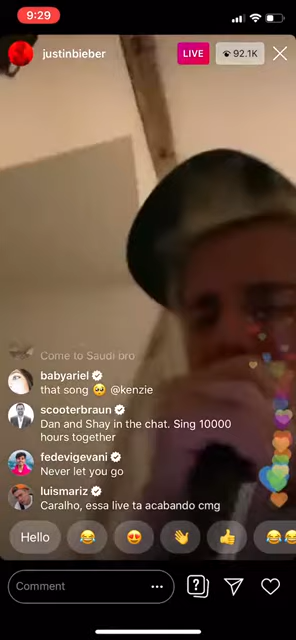 9:29
justinbieber LIVE 92.1K
Come to Saudi bro
babyariel
that song 🥺 @kenzie
scooterbraun
Dan and Shay in the chat. Sing 10000
hours together
fedevigevani
Never let you go
luismariz
Caralho, essa live ta acabando cmg
Hello
Comment